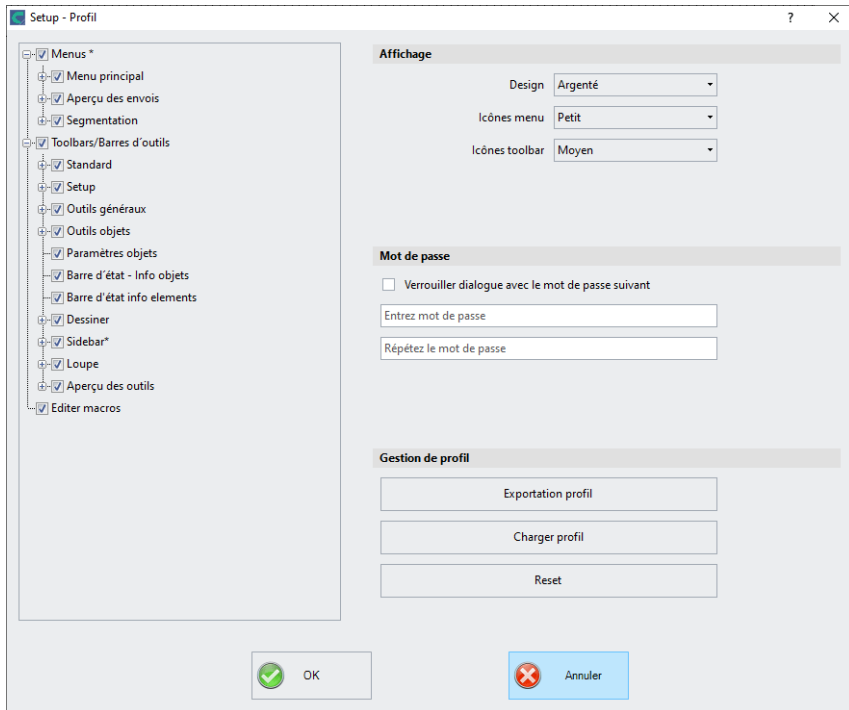 Setup - Profil
?
Menus *
Menu principal
Aperçu des envois
Segmentation
Toolbars/Barres d´outils
Standard
Setup
Outils généraux
Outils objets
Paramètres objets
Barre d´état - Info objets
Barre d'état info elements
Dessiner
Sidebar*
Loupe
Aperçu des outils
Editer macros
Affichage
Design Argenté
Icônes menu Petit
Icônes toolbar Moyen
Mot de passe
Verrouiller dialogue avec le mot de passe suivant
Entrez mot de passe
Répétez le mot de passe
Gestion de profil
Exportation profil
Charger profil
Reset
OK
Annuler